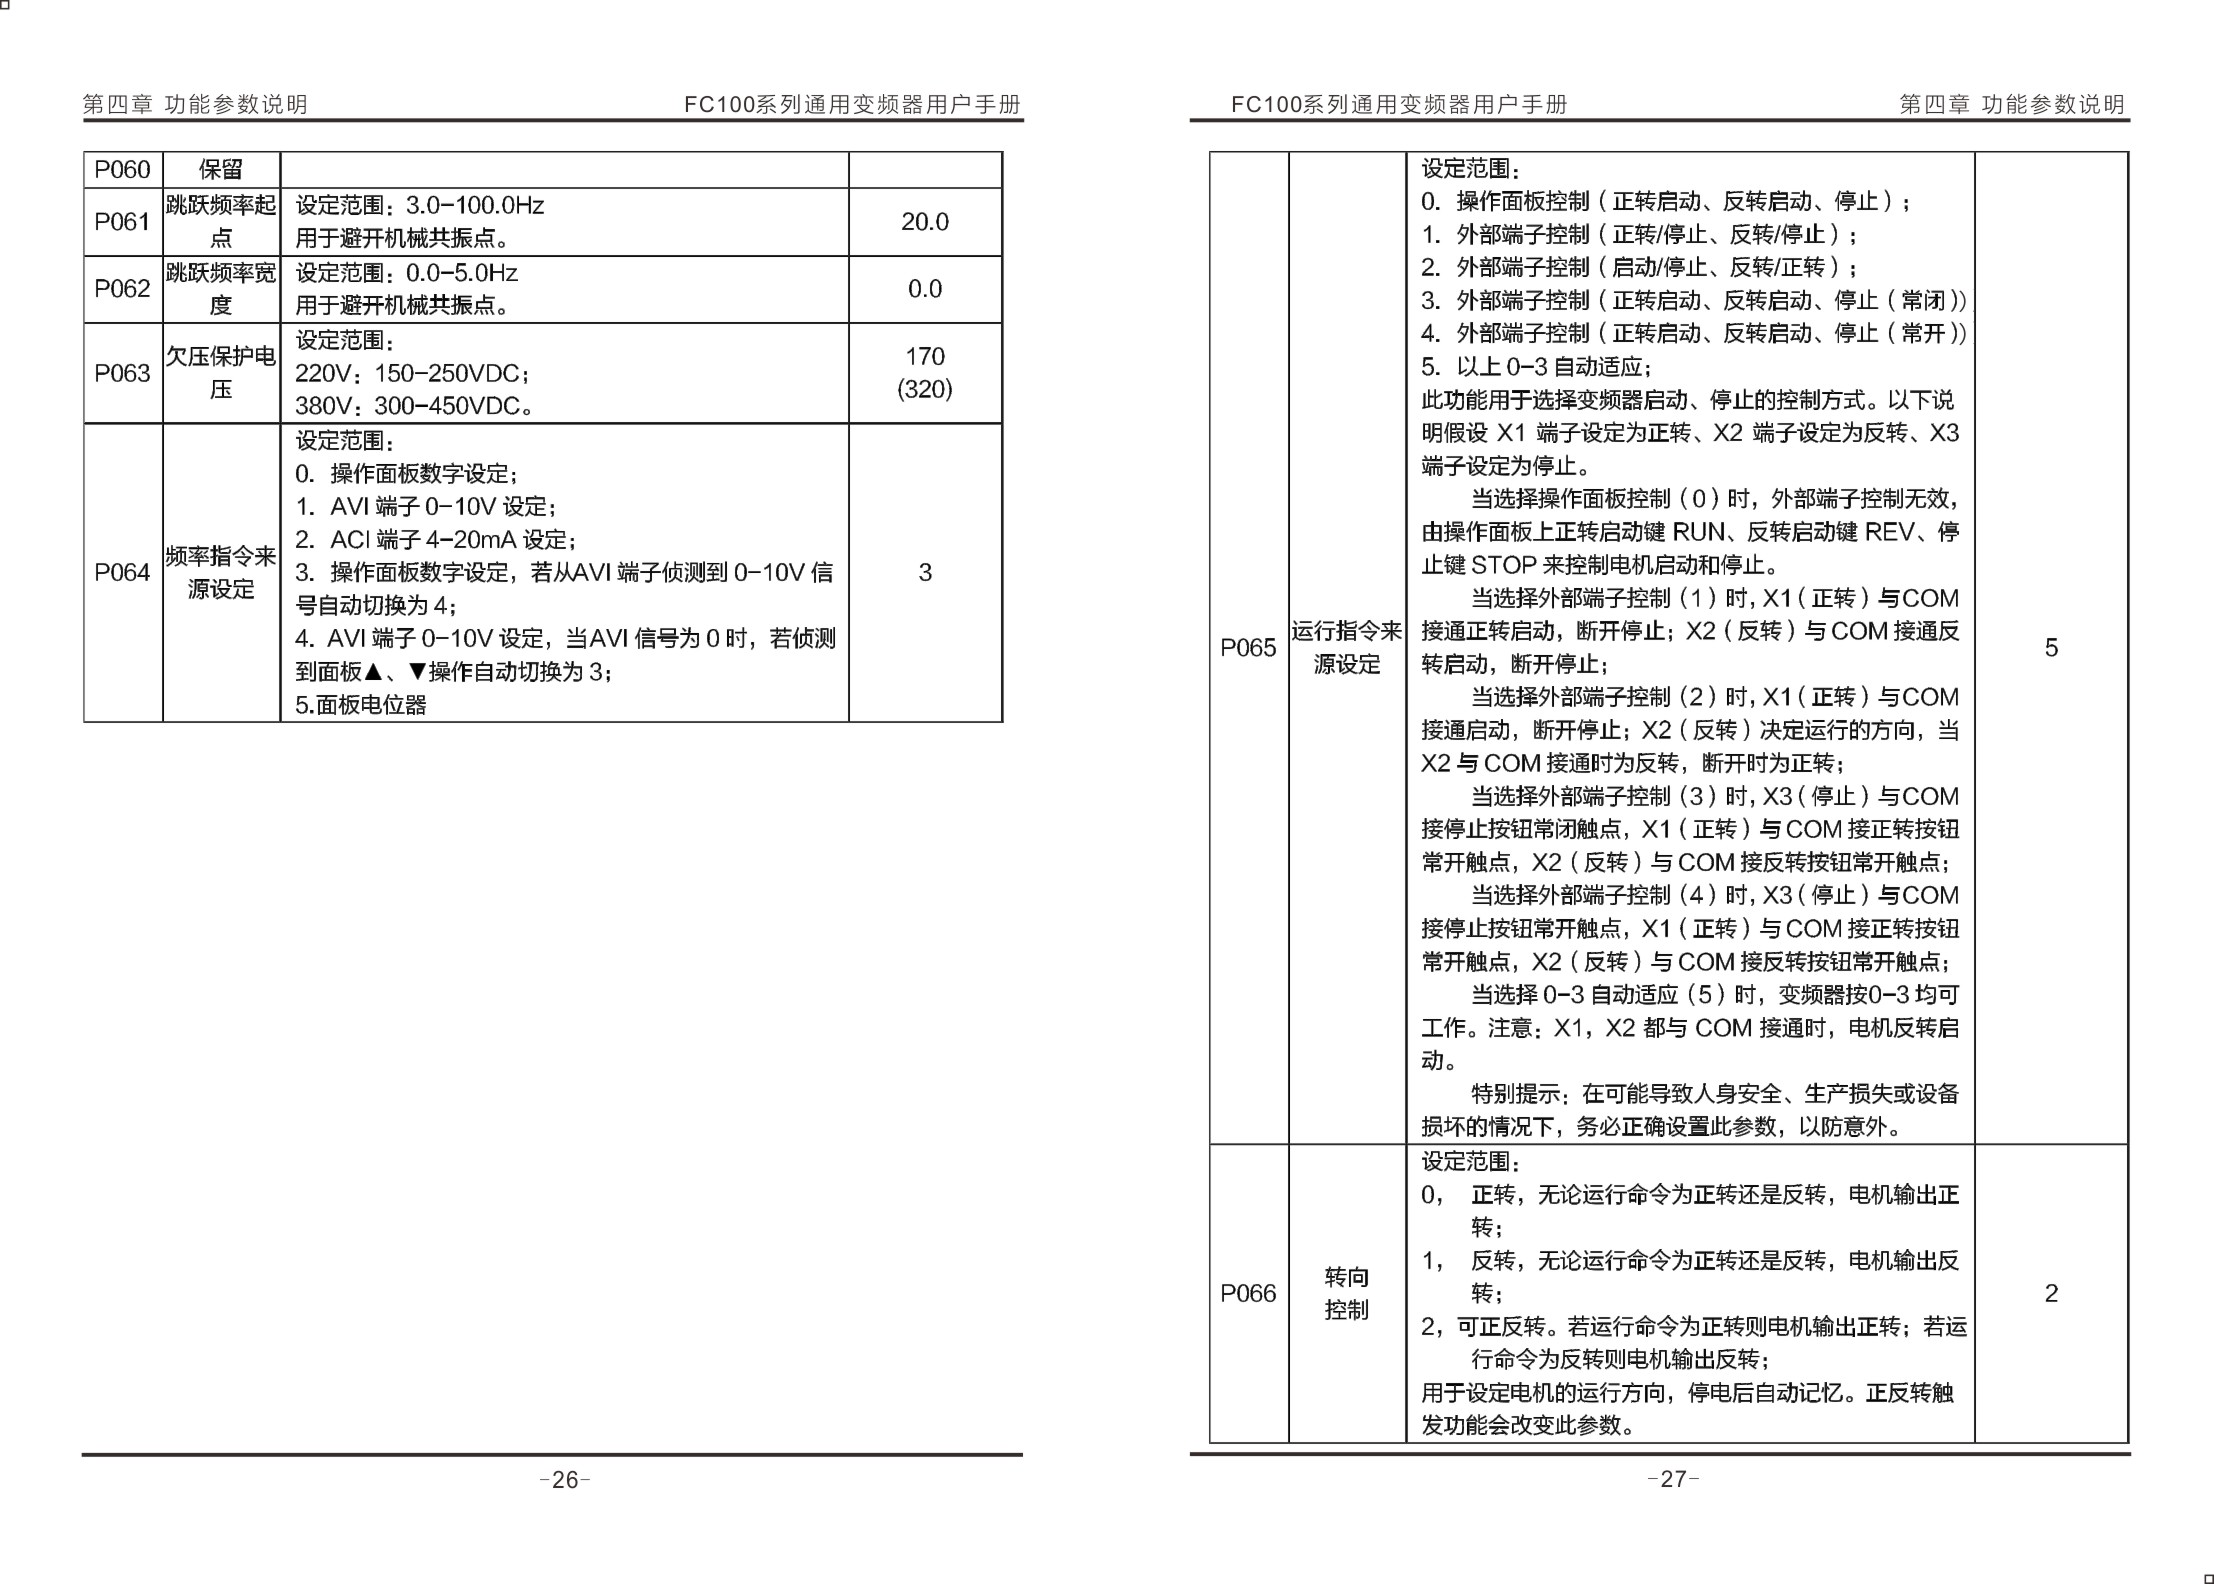 第四章 功能参数说明
FC100系列通用变频器用户手册
P060
保留
P061
跳跃频率起
点
设定范围：3.0-100.0Hz
用于避开机械共振点。
20.0
P062
跳跃频率宽
度
设定范围：0.0-5.0Hz
用于避开机械共振点。
0.0
P063
欠压保护电
压
设定范围：
220V：150-250VDC；
380V：300-450VDC。
170
(320)
P064
频率指令来
源设定
设定范围：
0. 操作面板数字设定；
1. AVI 端子 0-10V 设定；
2. ACI 端子 4-20mA 设定；
3. 操作面板数字设定，若从AVI 端子侦测到 0-10V 信
号自动切换为 4；
4. AVI 端子 0-10V 设定，当AVI 信号为 0 时，若侦测
到面板▲、▼操作自动切换为 3；
5.面板电位器
3
-26-
FC100系列通用变频器用户手册
第四章 功能参数说明
P065
运行指令来
源设定
设定范围：
0. 操作面板控制（正转启动、反转启动、停止）；
1. 外部端子控制（正转/停止、反转/停止）；
2. 外部端子控制（启动/停止、反转/正转）；
3. 外部端子控制（正转启动、反转启动、停止（常闭））
4. 外部端子控制（正转启动、反转启动、停止（常开））
5. 以上 0-3 自动适应；
此功能用于选择变频器启动、停止的控制方式。以下说
明假设 X1 端子设定为正转、X2 端子设定为反转、X3
端子设定为停止。
当选择操作面板控制（0）时，外部端子控制无效，
由操作面板上正转启动键 RUN、反转启动键 REV、停
止键 STOP 来控制电机启动和停止。
当选择外部端子控制（1）时，X1（正转）与COM
接通正转启动，断开停止；X2（反转）与 COM 接通反
转启动，断开停止；
当选择外部端子控制（2）时，X1（正转）与COM
接通启动，断开停止；X2（反转）决定运行的方向，当
X2 与 COM 接通时为反转，断开时为正转；
当选择外部端子控制（3）时，X3（停止）与COM
接停止按钮常闭触点，X1（正转）与 COM 接正转按钮
常开触点，X2（反转）与 COM 接反转按钮常开触点；
当选择外部端子控制（4）时，X3（停止）与COM
接停止按钮常开触点，X1（正转）与 COM 接正转按钮
常开触点，X2（反转）与 COM 接反转按钮常开触点；
当选择 0-3 自动适应（5）时，变频器按0-3 均可
工作。注意：X1，X2 都与 COM 接通时，电机反转启
动。
特别提示：在可能导致人身安全、生产损失或设备
损坏的情况下，务必正确设置此参数，以防意外。
5
P066
转向
控制
设定范围：
0， 正转，无论运行命令为正转还是反转，电机输出正
转；
1， 反转，无论运行命令为正转还是反转，电机输出反
转；
2，可正反转。若运行命令为正转则电机输出正转；若运
行命令为反转则电机输出反转；
用于设定电机的运行方向，停电后自动记忆。正反转触
发功能会改变此参数。
2
-27-